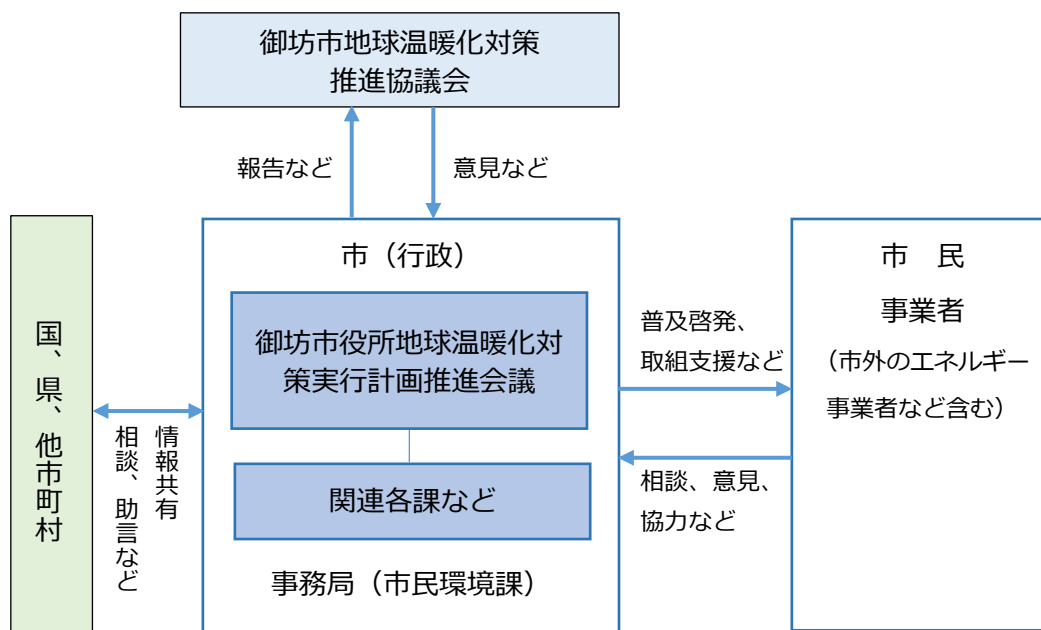 御坊市地球温暖化対策
推進協議会
報告など
意見など
国、県、他市町村
情報共有
相談、助言など
市（行政）
御坊市役所地球温暖化対
策実行計画推進会議
関連各課など
事務局（市民環境課）
普及啓発、
取組支援など
相談、意見、
協力など
市　民
事業者
（市外のエネルギー
事業者など含む）